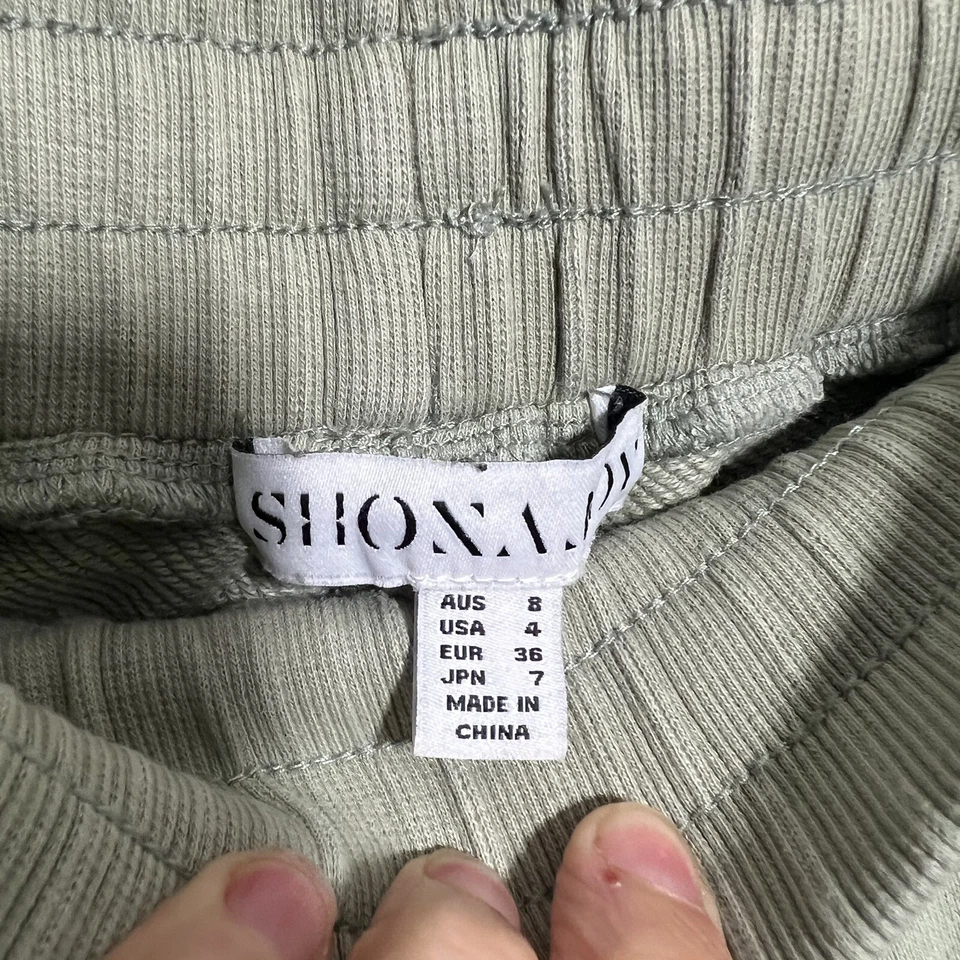 SHONA
AUS 8
USA 4
EUR 36
JPN 7
MADE IN
CHINA